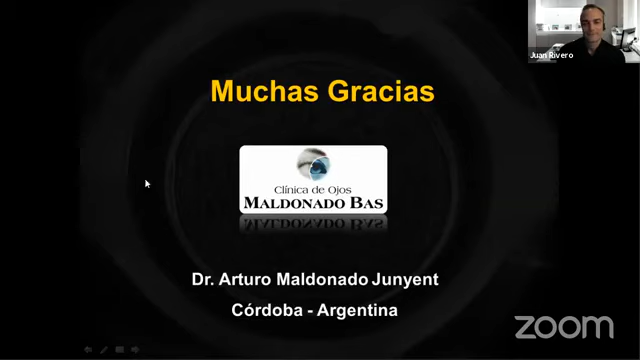 Juan Rivero
Muchas Gracias
Clínica de Ojos
MALDONADO BAS
Dr. Arturo Maldonado Junyent
Córdoba - Argentina
zoom